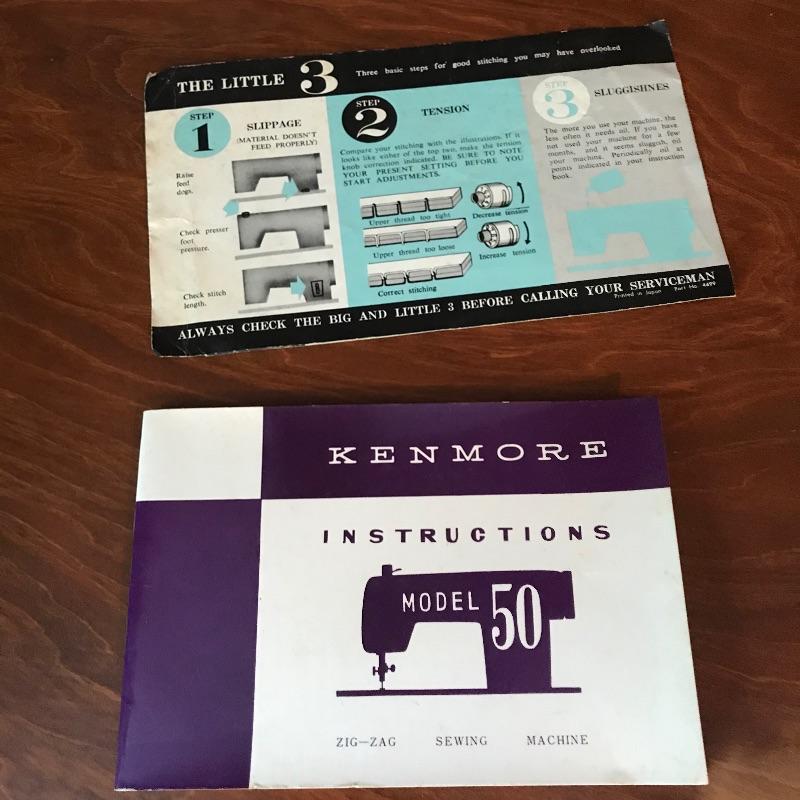 THE LITTLE 3 Three basic steps for good stitching you may have overlooked
STEP
1
SLIPPAGE
(MATERIAL DOESN'T
FEED PROPERLY)
Raise
feed
dogs.
Check presser
foot
pressure.
Check stitch
length.
STEP
2
TENSION
Compare your stitching with the illustrations. If it
looks like either of the top two, make the tension
knob correction indicated. BE SURE TO NOTE
YOUR PRESENT SETTING BEFORE YOU
START ADJUSTMENTS.
Upper thread too tight
Decrease tension
Upper thread too loose
Increase tension
Correct stitching
STEP
3
SLUGGISHNES
The more you use your machine, the
less often it needs oil. If you have
not used your machine for a few
months, and it seems sluggish, oil
your machine. Periodically oil at
points indicated in your instruction
book.
ALWAYS CHECK THE BIG AND LITTLE 3 BEFORE CALLING YOUR SERVICEMAN
Printed in Japan Part No. 4499
KENMORE
INSTRUCTIONS
MODEL 50
ZIG-ZAG SEWING MACHINE